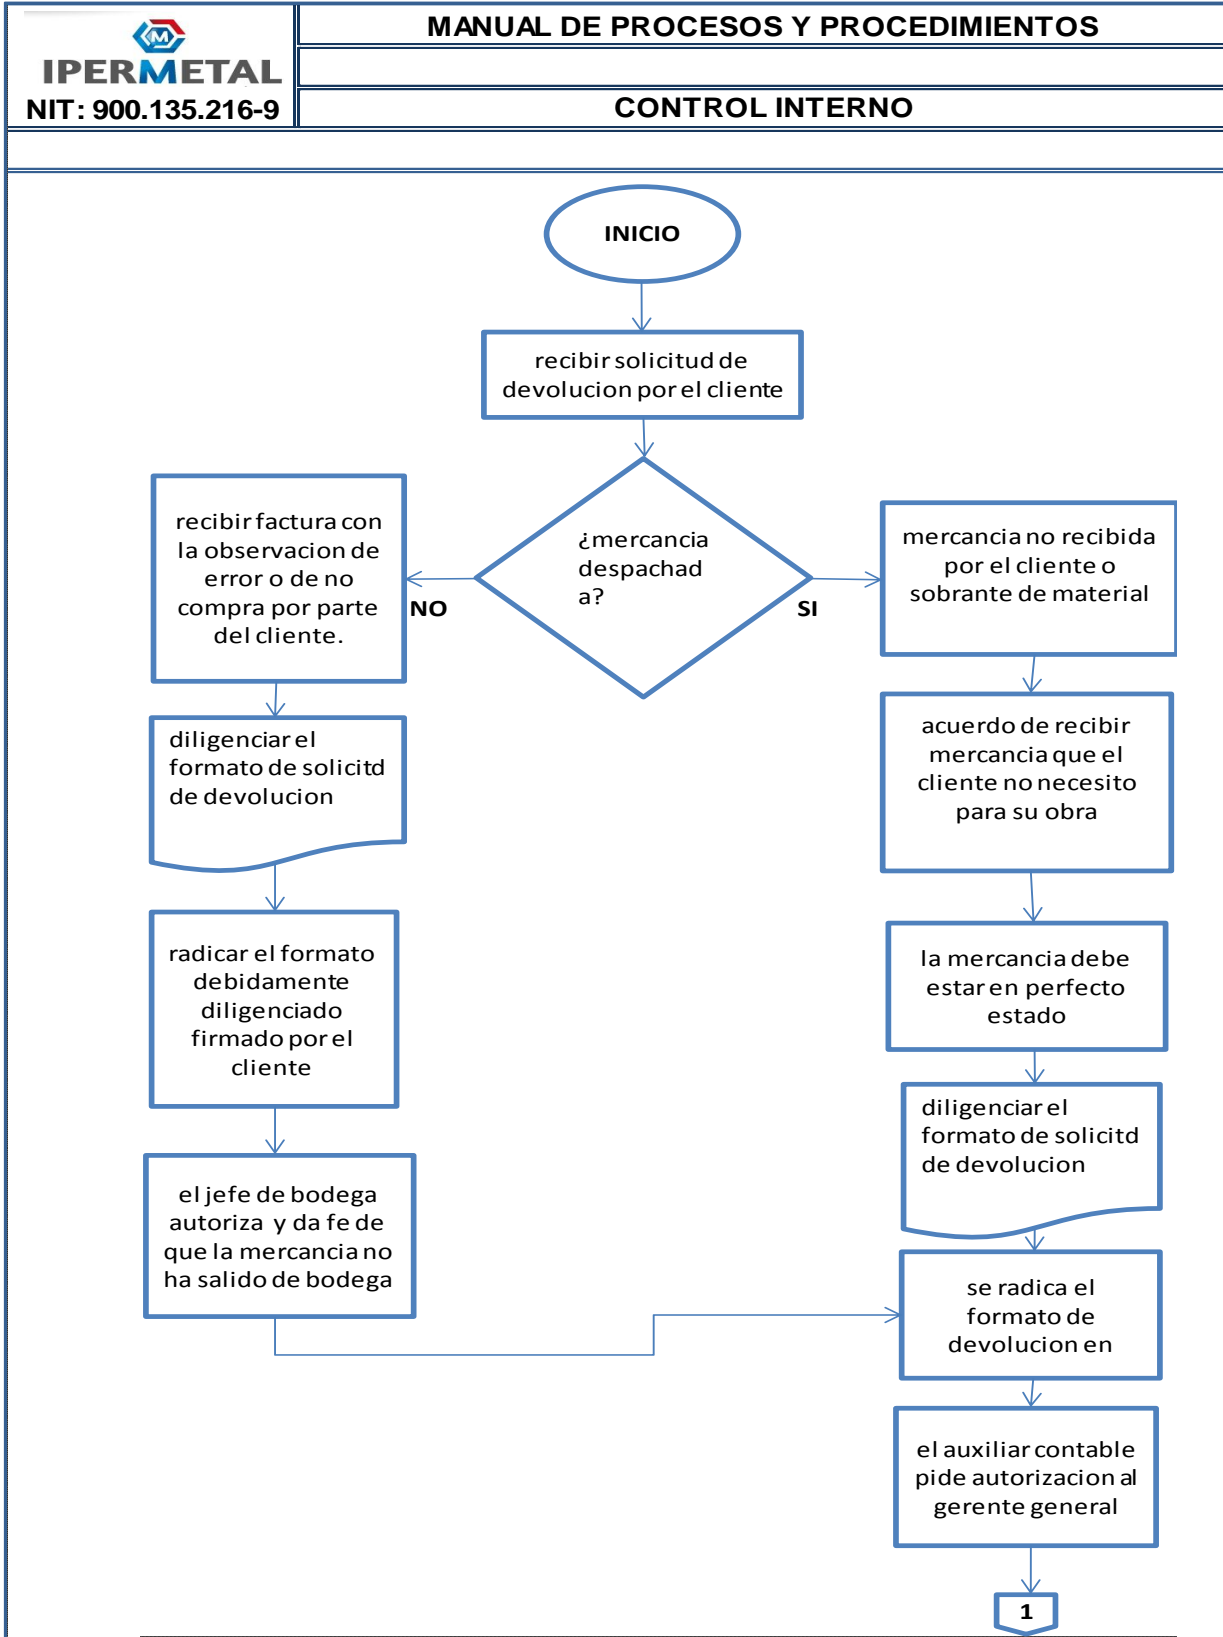 MANUAL DE PROCESOS Y PROCEDIMIENTOS
M
IPERMETAL
NIT: 900.135.216-9
CONTROL INTERNO
INICIO
recibir solicitud de
devolucion por el cliente
¿mercancia
despachad
a?
NO
SI
recibir factura con
la observacion de
error o de no
compra por parte
del cliente.
diligenciar el
formato de solicitd
de devolucion
radicar el formato
debidamente
diligenciado
firmado por el
cliente
el jefe de bodega
autoriza y da fe de
que la mercancia no
ha salido de bodega
mercancia no recibida
por el cliente o
sobrante de material
acuerdo de recibir
mercancia que el
cliente no necesito
para su obra
la mercancia debe
estar en perfecto
estado
diligenciar el
formato de solicitd
de devolucion
se radica el
formato de
devolucion en
el auxiliar contable
pide autorizacion al
gerente general
1